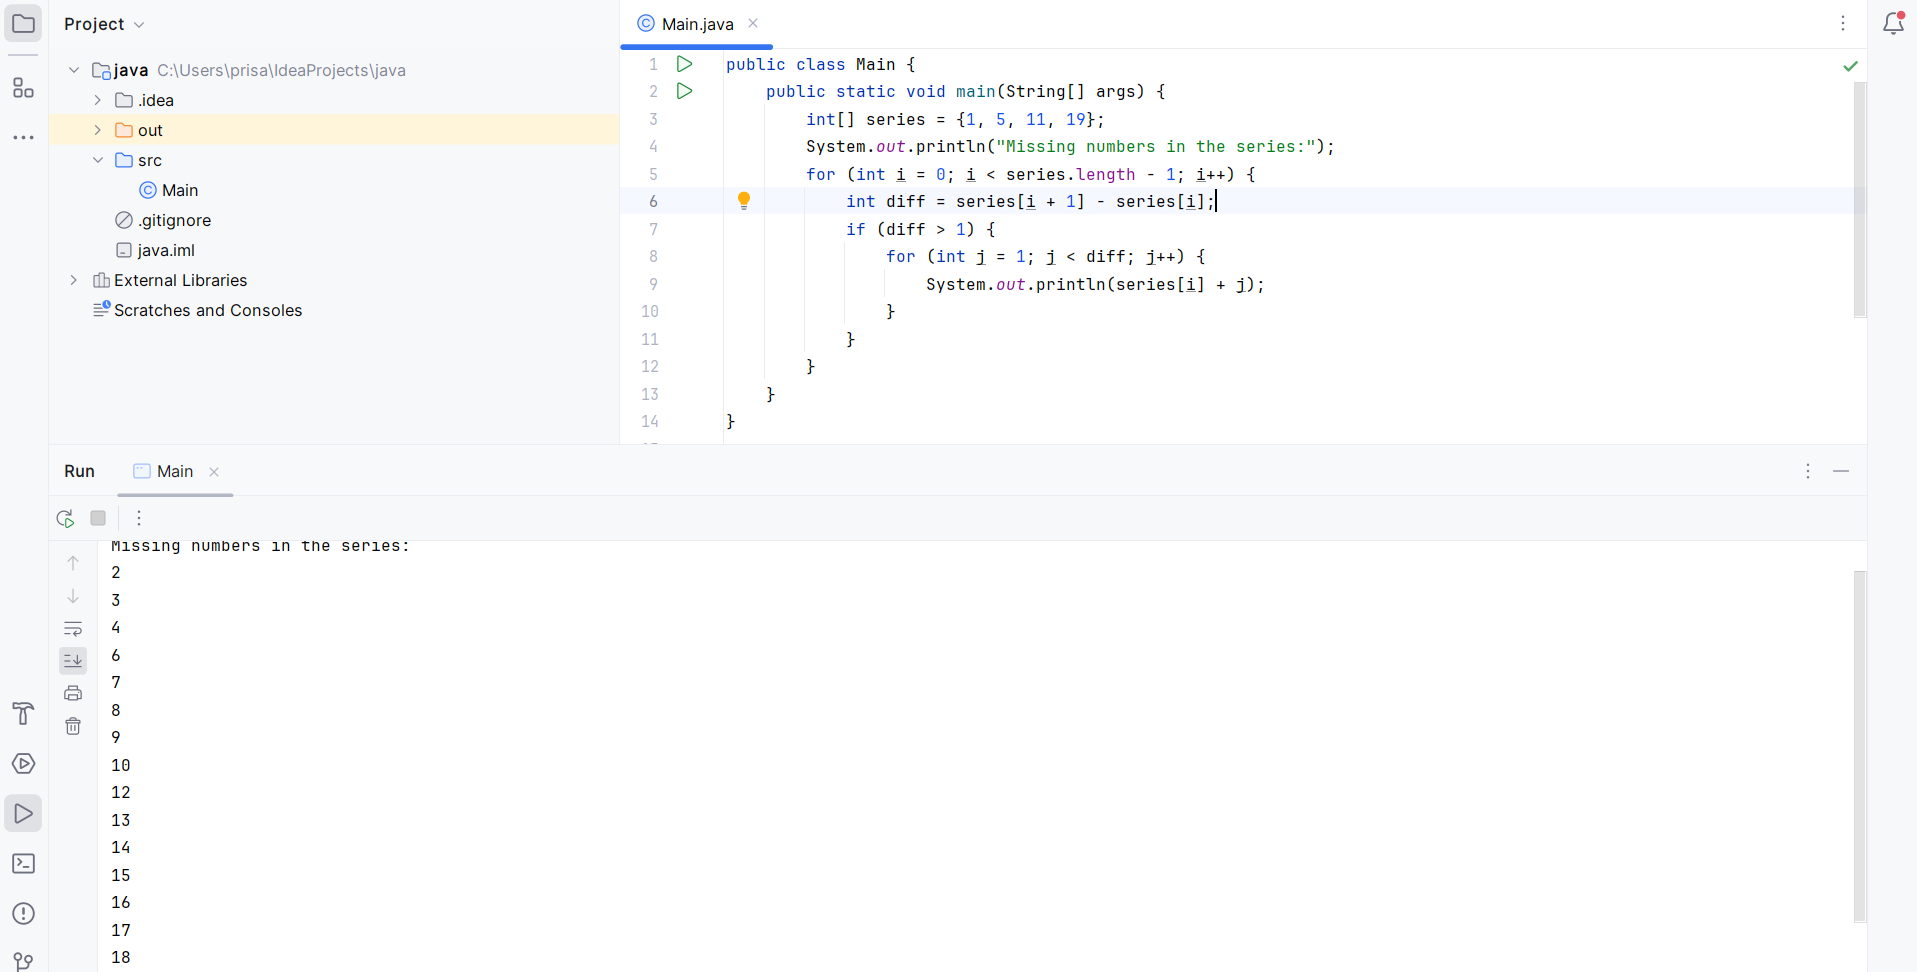 Project
java C:\Users\prisa\IdeaProjects\java
.idea
out
src
Main
.gitignore
java.iml
External Libraries
Scratches and Consoles
Main.java
1 public class Main {
2 public static void main(String[] args) {
3 int[] series = {1, 5, 11, 19};
4 System.out.println("Missing numbers in the series:");
5 for (int i = 0; i < series.length - 1; i++) {
6 int diff = series[i + 1] - series[i];
7 if (diff > 1) {
8 for (int j = 1; j < diff; j++) {
9 System.out.println(series[i] + j);
10 }
11 }
12 }
13 }
14 }
Run Main
Missing numbers in the series:
2
3
4
6
7
8
9
10
12
13
14
15
16
17
18